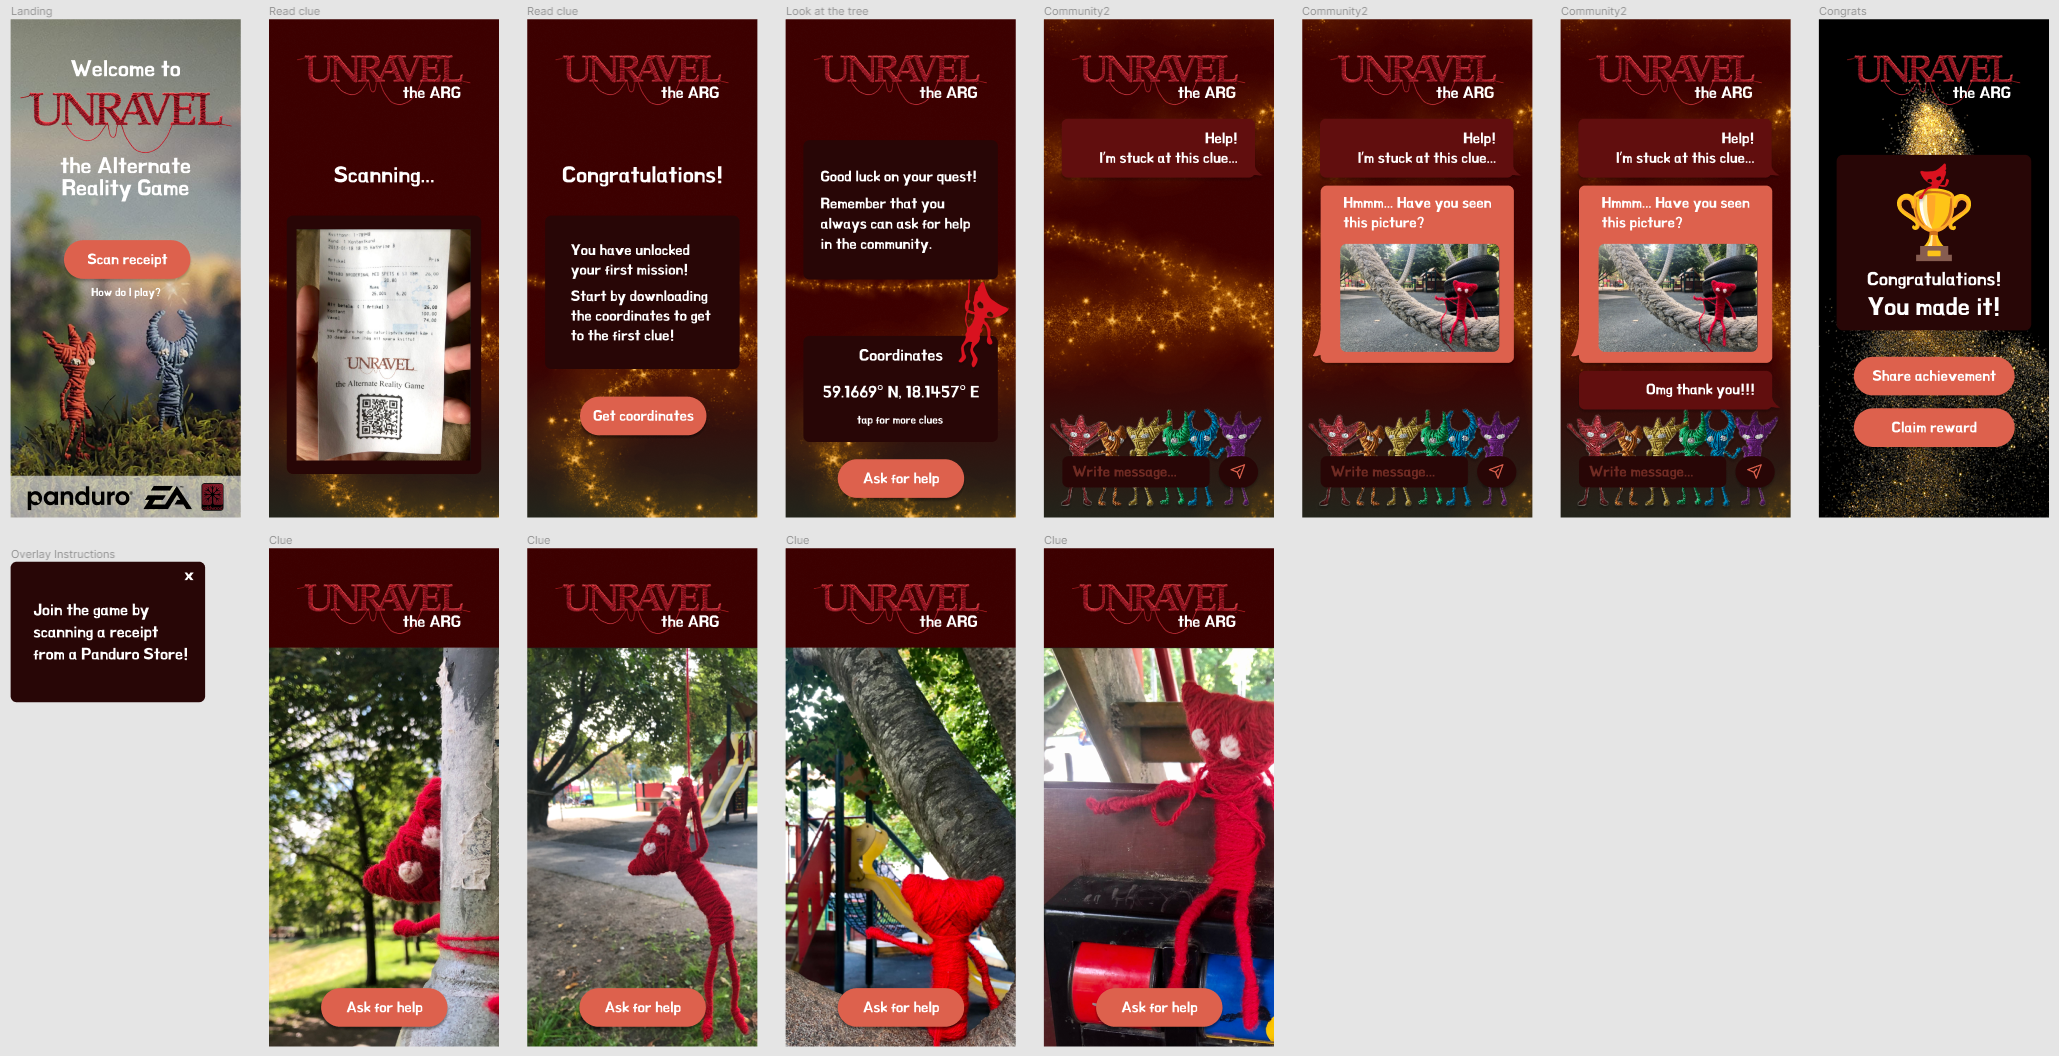 Landing
Welcome to
UNRAVEL
the Alternate
Reality Game
Scan receipt
How do I play?
panduro EA
Read clue
UNRAVEL
the ARG
Scanning...
UNRAVEL
the Alternate Reality Game
Read clue
UNRAVEL
the ARG
Congratulations!
You have unlocked
your first mission!
Start by downloading
the coordinates to get
to the first clue!
Get coordinates
Look at the tree
UNRAVEL
the ARG
Good luck on your quest!
Remember that you
always can ask for help
in the community.
Coordinates
59.1669° N, 18.1457° E
tap for more clues
Ask for help
Community2
UNRAVEL
the ARG
Help!
I'm stuck at this clue...
Write message...
Community2
UNRAVEL
the ARG
Help!
I'm stuck at this clue...
Hmmm... Have you seen
this picture?
Write message...
Community2
UNRAVEL
the ARG
Help!
I'm stuck at this clue...
Hmmm... Have you seen
this picture?
Omg thank you!!!
Write message...
Congrats
UNRAVEL
the ARG
Congratulations!
You made it!
Share achievement
Claim reward
Overlay Instructions
x
Join the game by
scanning a receipt
from a Panduro Store!
Clue
UNRAVEL
the ARG
Ask for help
Clue
UNRAVEL
the ARG
Ask for help
Clue
UNRAVEL
the ARG
Ask for help
Clue
UNRAVEL
the ARG
Ask for help